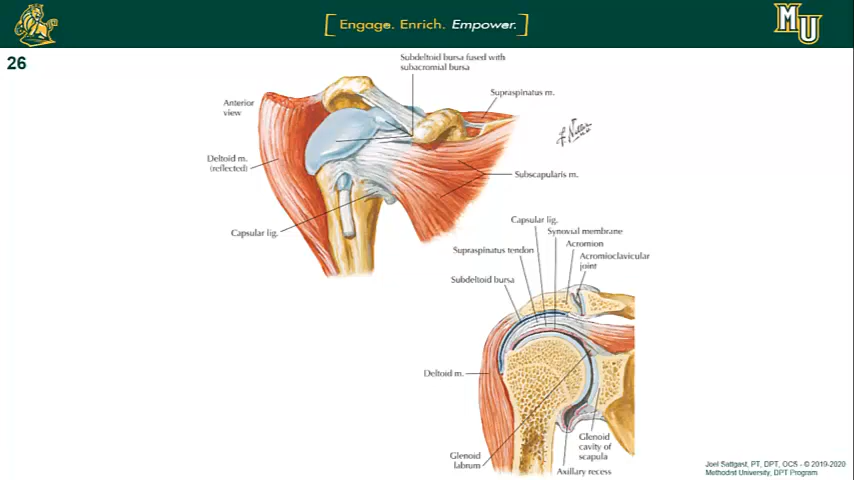 [ Engage. Enrich. Empower. ]
MU
26
Subdeltoid bursa fused with
subacromial bursa
Supraspinatus m.
Anterior
view
Deltoid m.
(reflected)
Subscapularis m.
Capsular lig.
Capsular lig.
Synovial membrane
Acromion
Supraspinatus tendon
Acromioclavicular
joint
Subdeltoid bursa
Deltoid m.
Glenoid
labrum
Glenoid
cavity of
scapula
Axillary recess
Joel Sattgast, PT, DPT, OCS - © 2019-2020
Methodist University, DPT Program